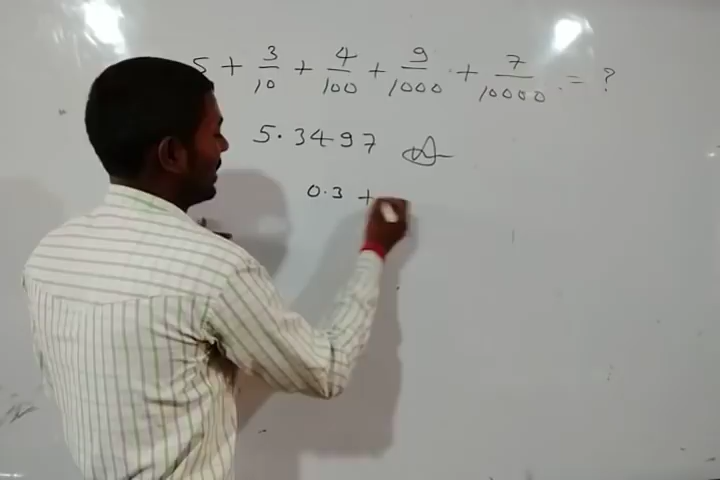 5 + 3/10 + 4/100 + 9/1000 + 7/10000 = ?
5.3497
0.3 +